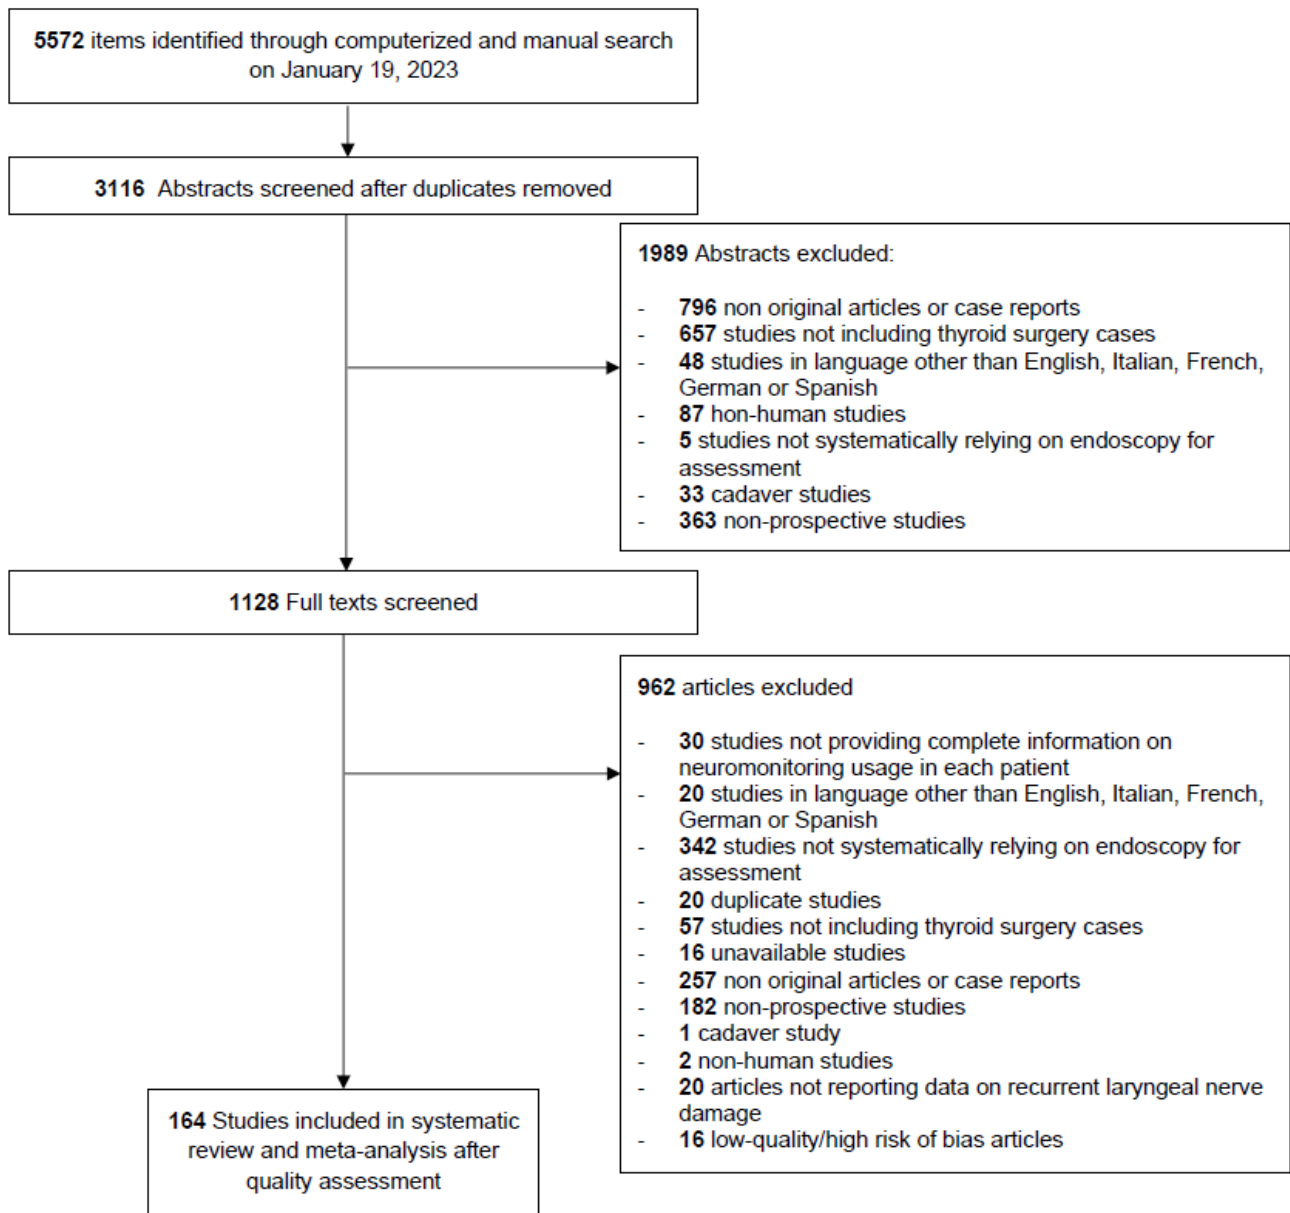 5572 items identified through computerized and manual search
on January 19, 2023
3116 Abstracts screened after duplicates removed
1989 Abstracts excluded:
- 796 non original articles or case reports
- 657 studies not including thyroid surgery cases
- 48 studies in language other than English, Italian, French,
German or Spanish
- 87 hon-human studies
- 5 studies not systematically relying on endoscopy for
assessment
- 33 cadaver studies
- 363 non-prospective studies
1128 Full texts screened
962 articles excluded
- 30 studies not providing complete information on
neuromonitoring usage in each patient
- 20 studies in language other than English, Italian, French,
German or Spanish
- 342 studies not systematically relying on endoscopy for
assessment
- 20 duplicate studies
- 57 studies not including thyroid surgery cases
- 16 unavailable studies
- 257 non original articles or case reports
- 182 non-prospective studies
- 1 cadaver study
- 2 non-human studies
- 20 articles not reporting data on recurrent laryngeal nerve
damage
- 16 low-quality/high risk of bias articles
164 Studies included in systematic
review and meta-analysis after
quality assessment